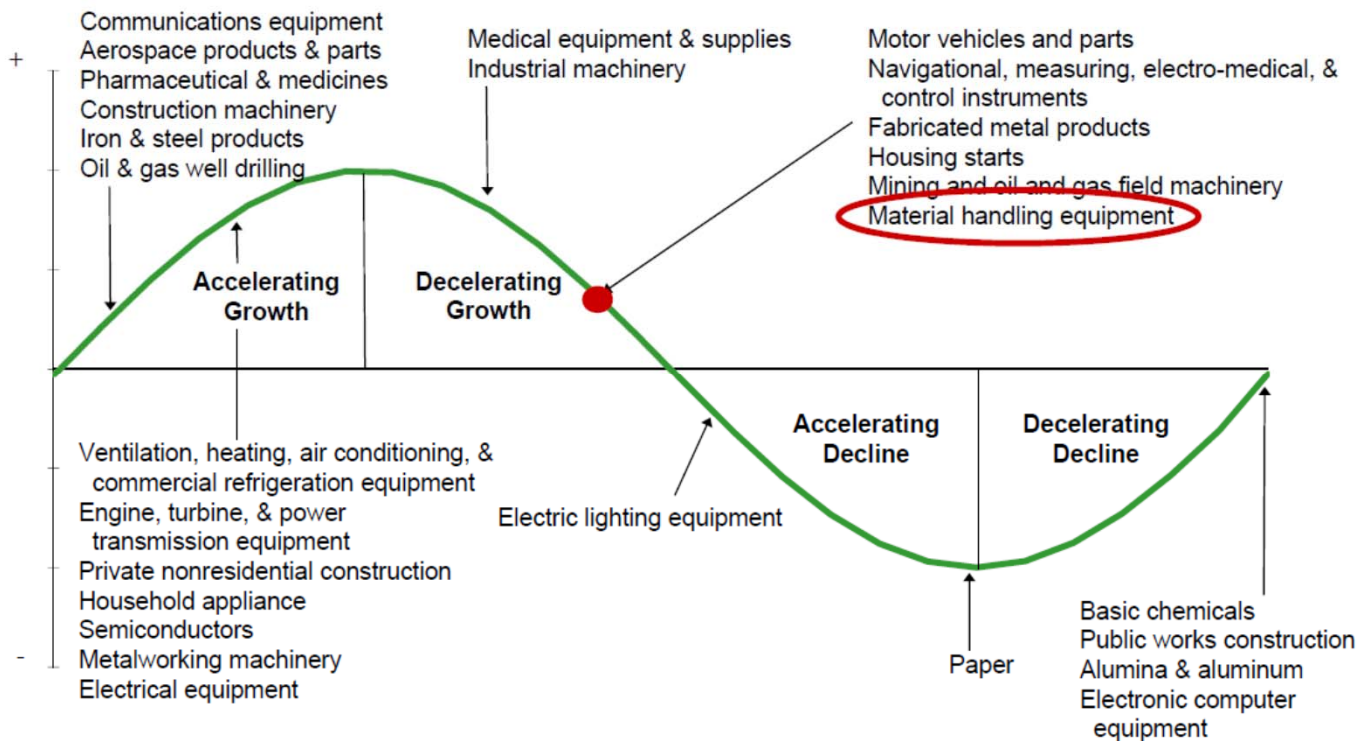 +
Communications equipment
Aerospace products & parts
Pharmaceutical & medicines
Construction machinery
Iron & steel products
Oil & gas well drilling
Medical equipment & supplies
Industrial machinery
Motor vehicles and parts
Navigational, measuring, electro-medical, &
control instruments
Fabricated metal products
Housing starts
Mining and oil and gas field machinery
Material handling equipment
Accelerating
Growth
Decelerating
Growth
Accelerating
Decline
Decelerating
Decline
Ventilation, heating, air conditioning, &
commercial refrigeration equipment
Engine, turbine, & power
transmission equipment
Private nonresidential construction
Household appliance
Semiconductors
Metalworking machinery
Electrical equipment
-
Electric lighting equipment
Paper
Basic chemicals
Public works construction
Alumina & aluminum
Electronic computer
equipment